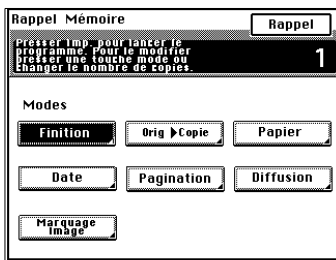 Rappel Mémoire
Rappel
Presser Imp. pour lancer le
programme. Pour le modifier
presser une touche mode ou
changer le nombre de copies.
1
Modes
Finition
Orig ▶Copie
Papier
Date
Pagination
Diffusion
Marquage
Image